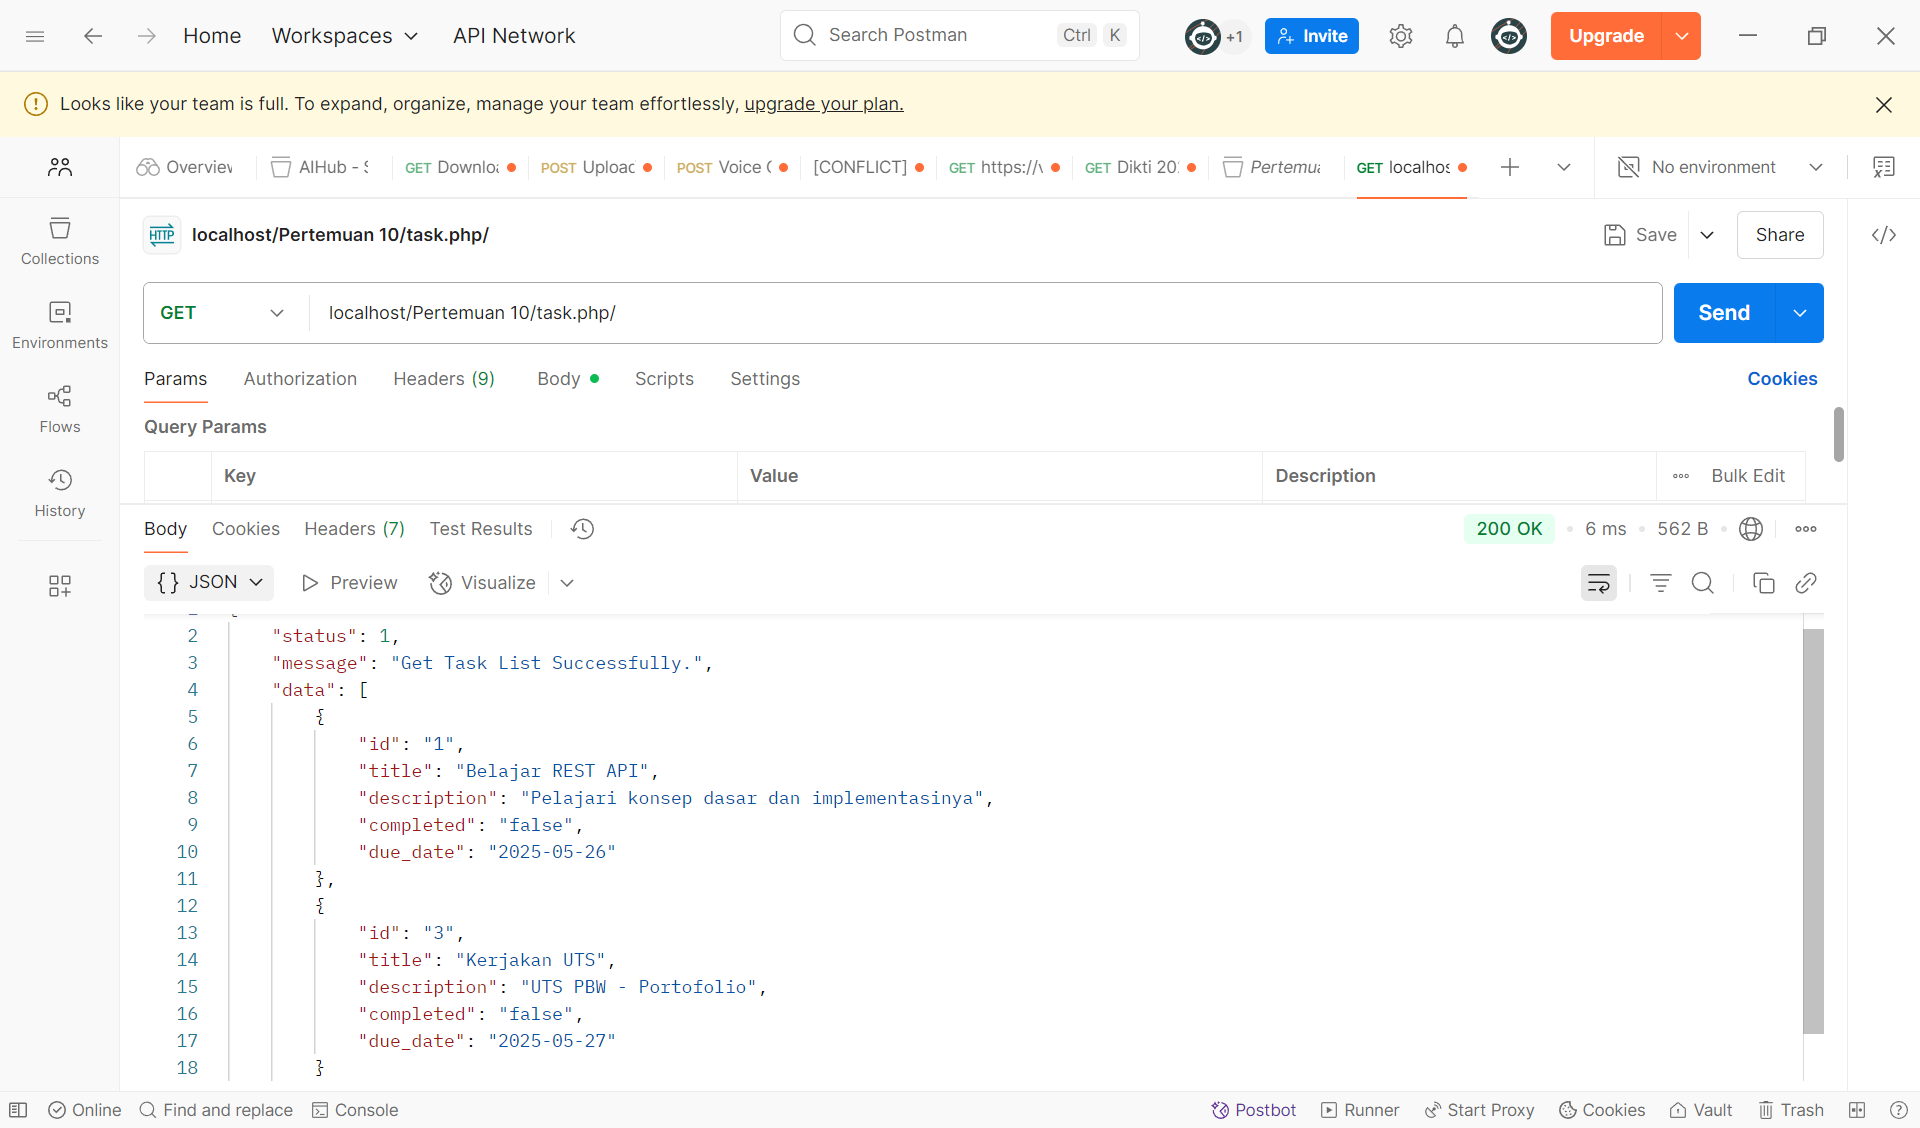 Home Workspaces API Network Search Postman Ctrl K +1 Invite Upgrade
Looks like your team is full. To expand, organize, manage your team effortlessly, upgrade your plan.
Overview AIHub - S GET Downloa POST Upload POST Voice C [CONFLICT] GET https://v GET Dikti 20 Pertemua GET localhos No environment
HTTP localhost/Pertemuan 10/task.php/ Save Share
Collections
GET localhost/Pertemuan 10/task.php/ Send
Environments
Params Authorization Headers (9) Body Scripts Settings Cookies
Flows
Query Params
Key Value Description Bulk Edit
History
Body Cookies Headers (7) Test Results 200 OK 6 ms 562 B
{} JSON Preview Visualize
2 "status": 1,
3 "message": "Get Task List Successfully.",
4 "data": [
5 {
6 "id": "1",
7 "title": "Belajar REST API",
8 "description": "Pelajari konsep dasar dan implementasinya",
9 "completed": "false",
10 "due_date": "2025-05-26"
11 },
12 {
13 "id": "3",
14 "title": "Kerjakan UTS",
15 "description": "UTS PBW - Portofolio",
16 "completed": "false",
17 "due_date": "2025-05-27"
18 }
Online Find and replace Console Postbot Runner Start Proxy Cookies Vault Trash